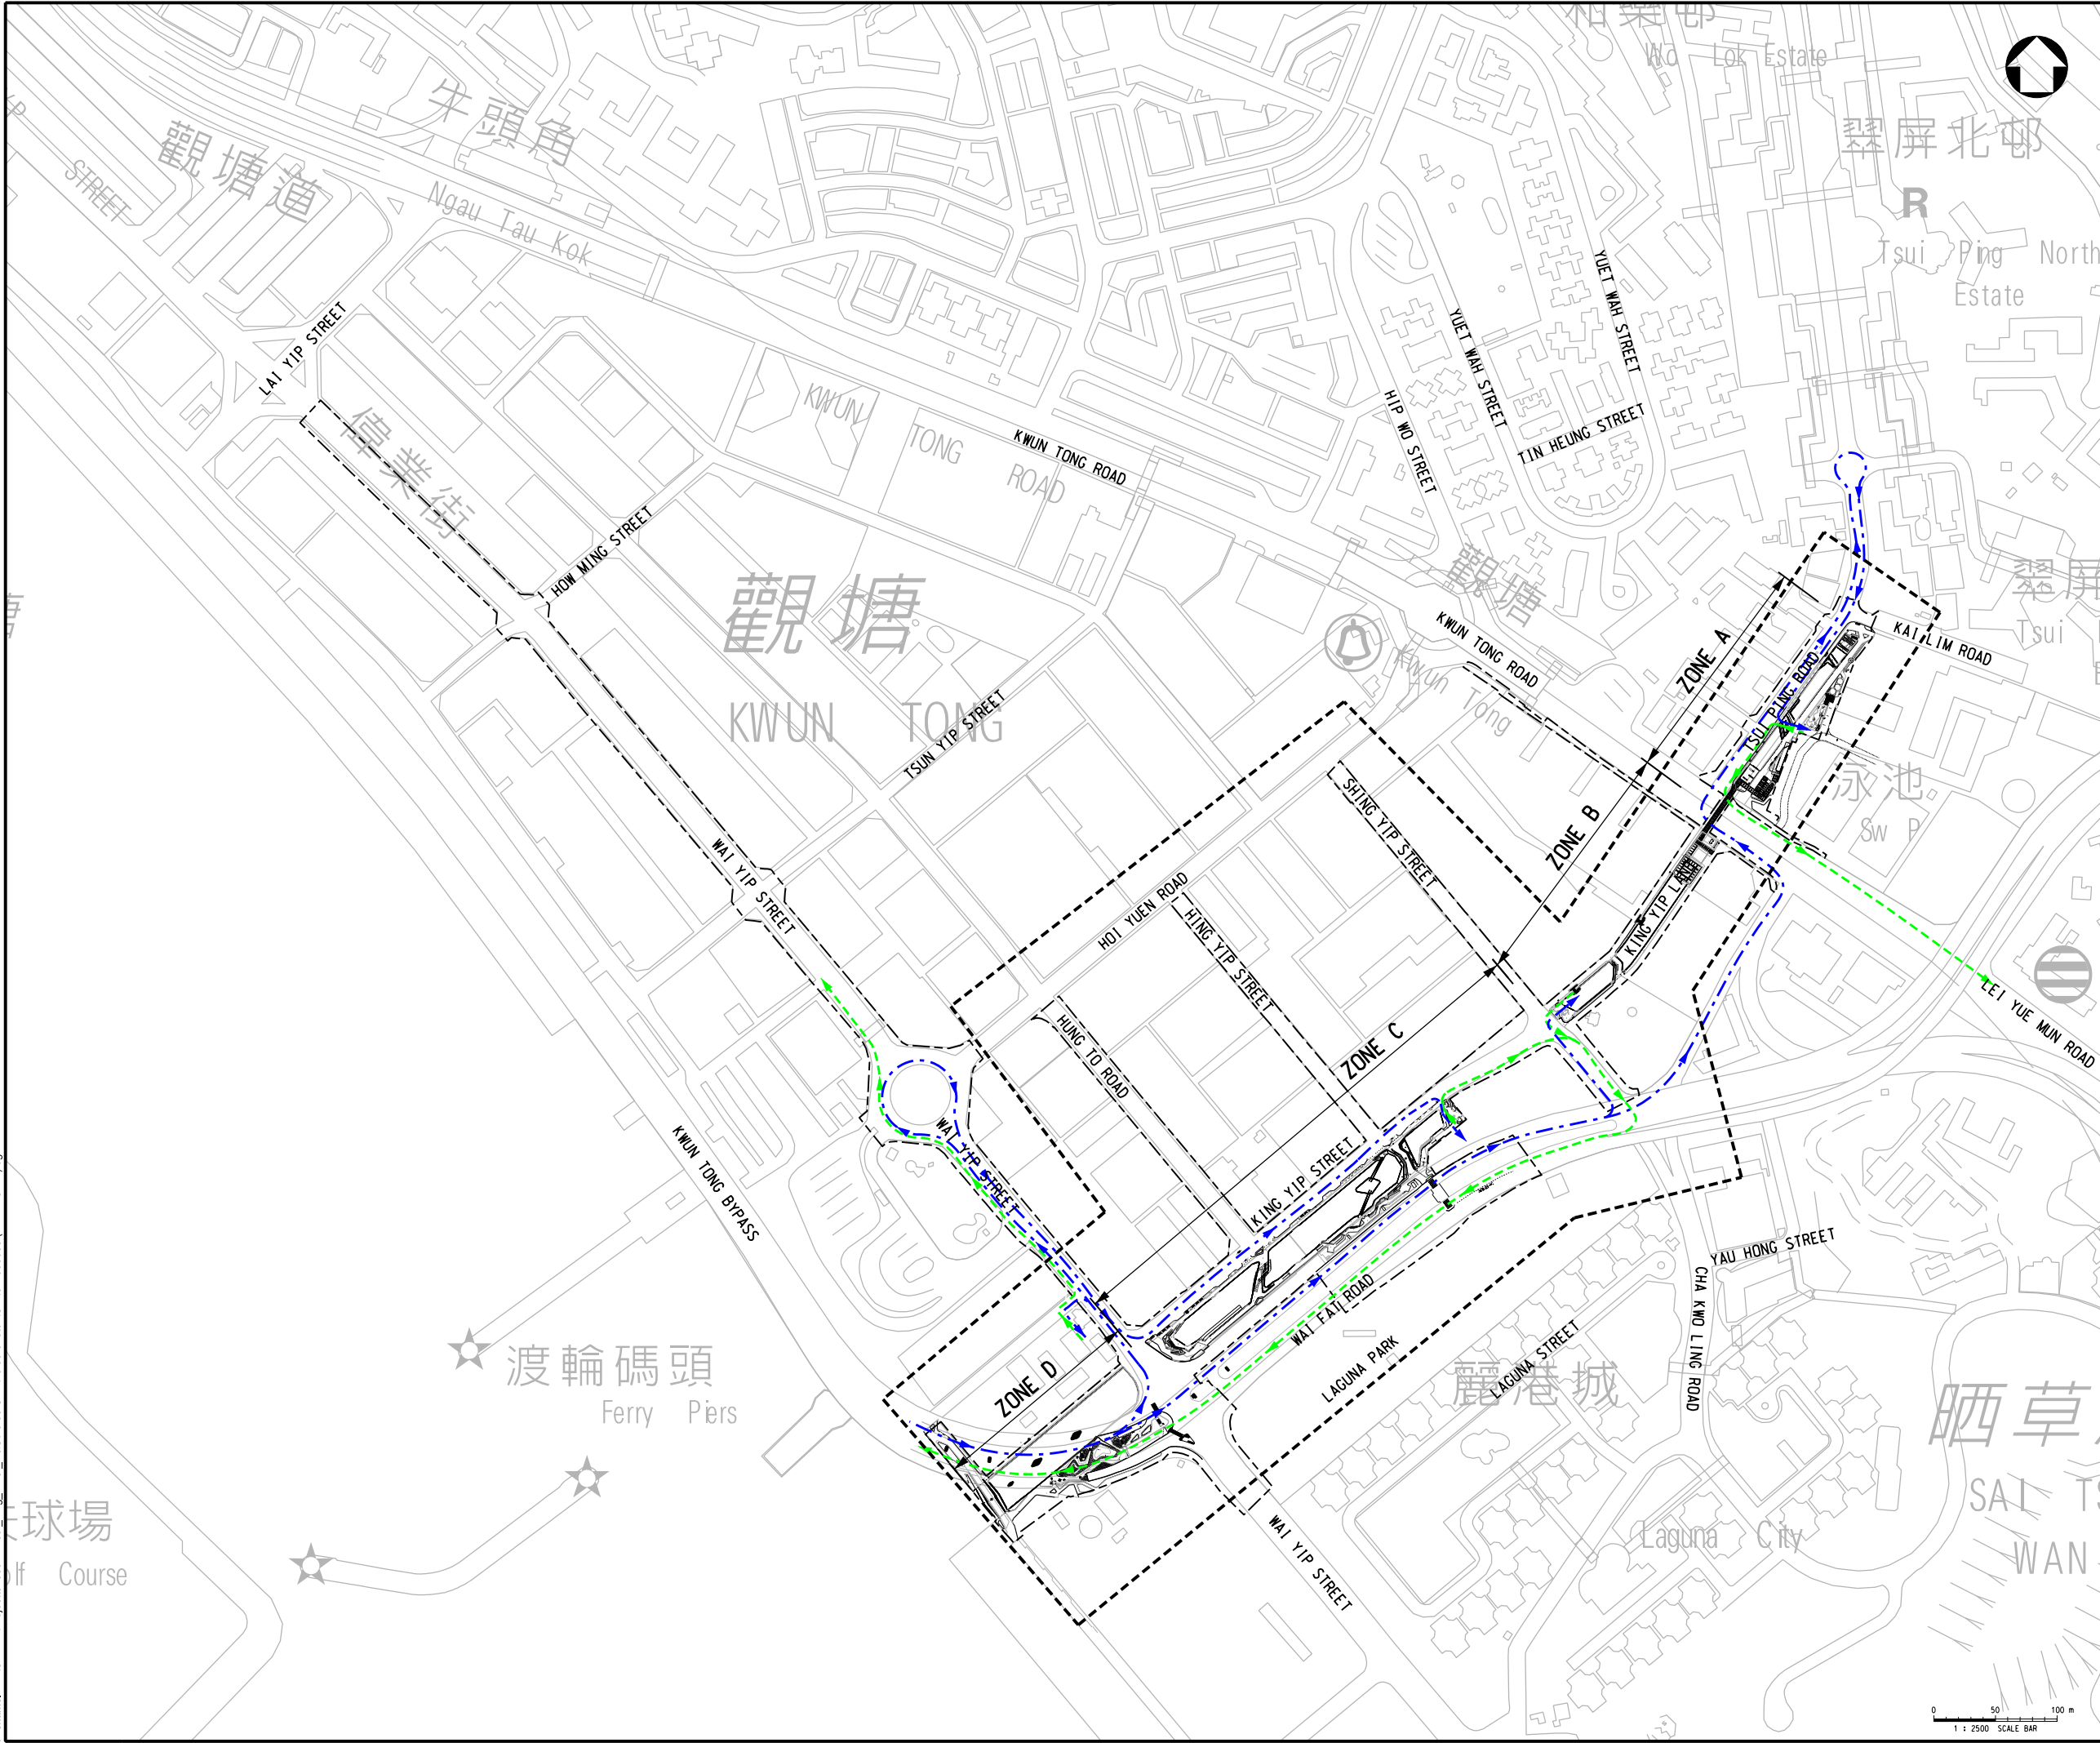 Wo Lok Estate
牛頭角
觀塘道
STREET
Ngau Tau Kok
翠屏北邨
R
Tsui Ping North
Estate
YUET WAH STREET
YUET WAH STREET
LAI YIP STREET
偉業街
KWUN
TONG
ROAD
KWUN TONG ROAD
HIP WO STREET
TIN HEUNG STREET
HOW MING STREET
觀塘
觀塘
KWUN TONG
Kwun Tong
KWUN TONG ROAD
ZONE A
KAI LIM ROAD
Tsui
TSUI PING ROAD
TSUN YIP STREET
泳池
Sw P
ZONE B
SHING YIP STREET
WAI YIP STREET
HOI YUEN ROAD
HING YIP STREET
KING YIP LANE
LEI YUE MUN ROAD
HUNG TO ROAD
ZONE C
KWUN TONG BYPASS
WAI YIP STREET
KING YIP STREET
YAU HONG STREET
CHA KWO LING ROAD
WAI FAT ROAD
LAGUNA PARK
LAGUNA STREET
麗港城
渡輪碼頭
Ferry Piers
ZONE D
晒草
SAI
WAN
球場
Course
Laguna City
WAI YIP STREET
0 50 100 m
1 : 2500 SCALE BAR